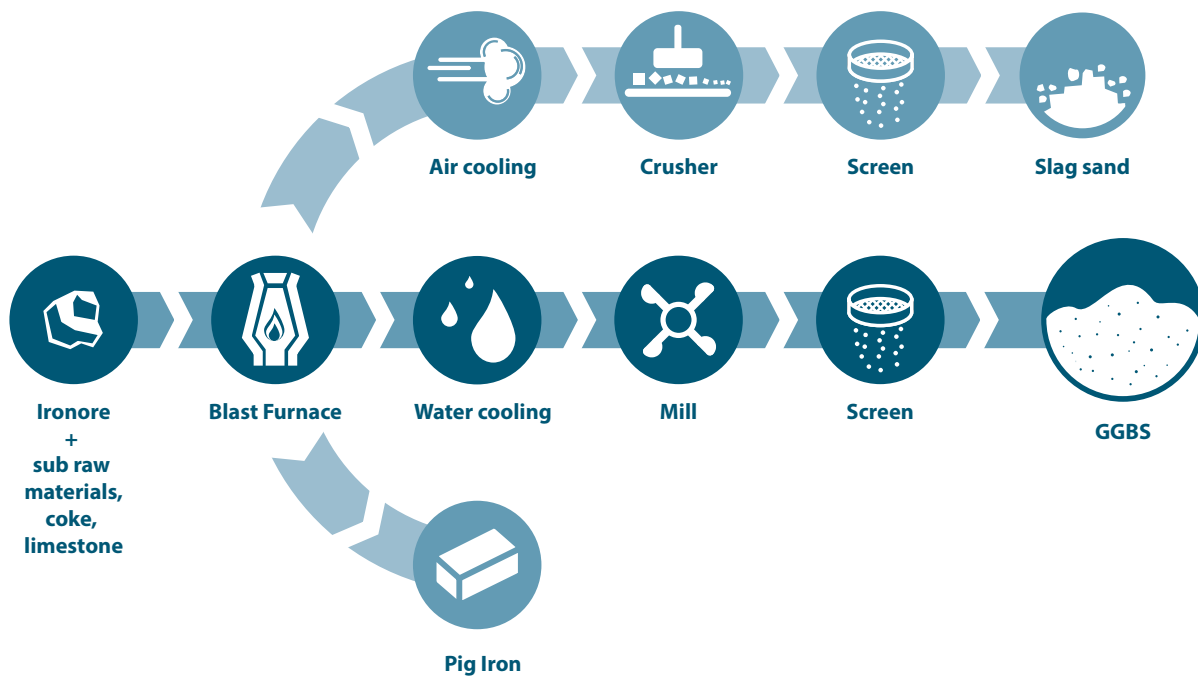 Air cooling
Crusher
Screen
Slag sand
Ironore
+
sub raw
materials,
coke,
limestone
Blast Furnace
Water cooling
Mill
Screen
GGBS
Pig Iron